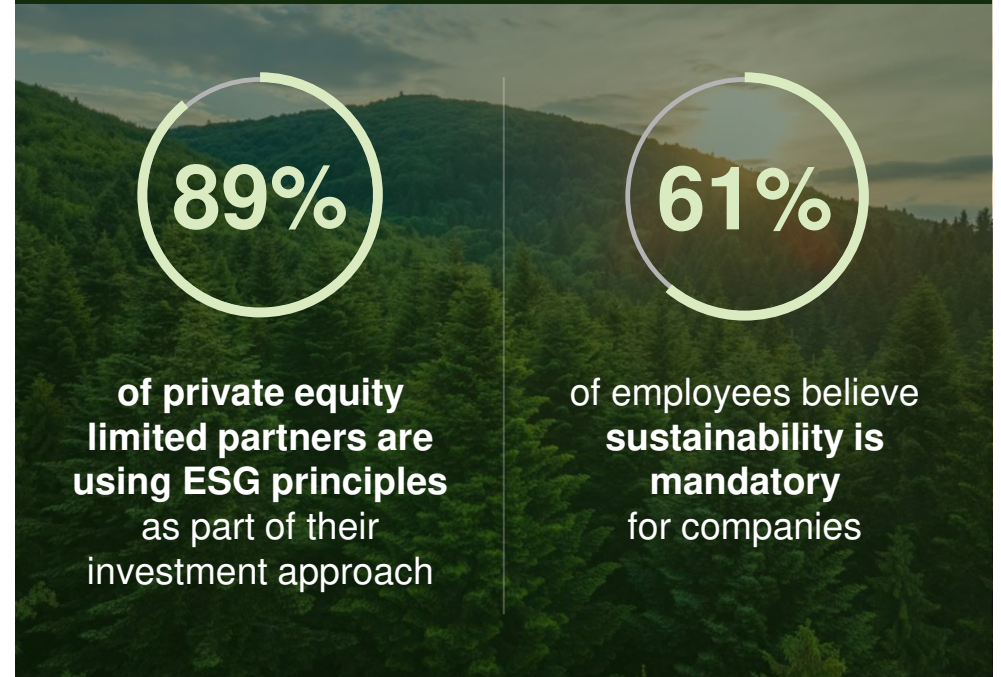 89%
of private equity
limited partners are
using ESG principles
as part of their
investment approach
61%
of employees believe
sustainability is
mandatory
for companies